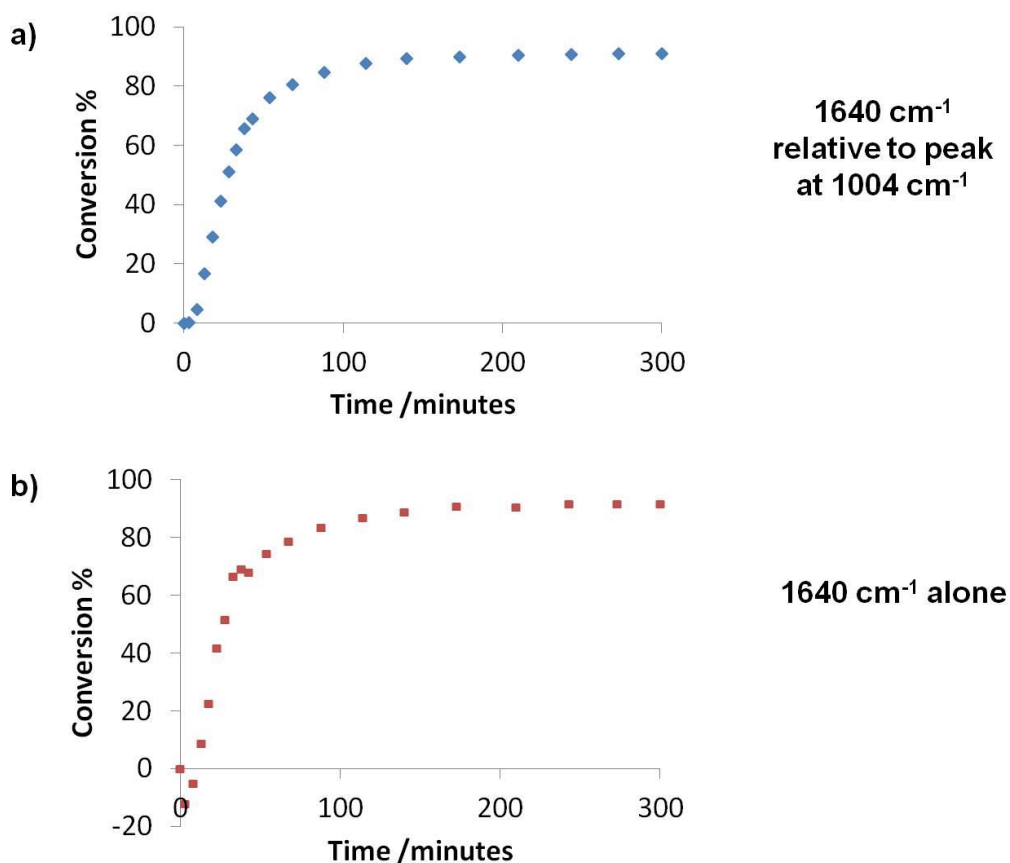 a)
100
80
60
40
20
0
Conversion %
0 100 200 300
Time /minutes
1640 cm⁻¹
relative to peak
at 1004 cm⁻¹
b)
100
80
60
40
20
0
-20
Conversion %
0 100 200 300
Time /minutes
1640 cm⁻¹ alone